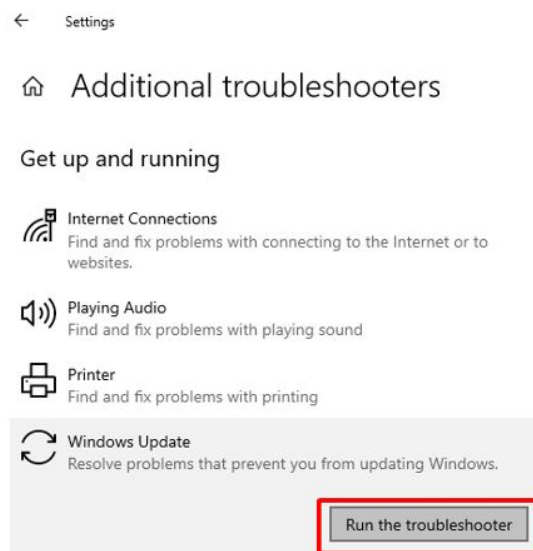 Settings
Additional troubleshooters
Get up and running
Internet Connections
Find and fix problems with connecting to the Internet or to
websites.
Playing Audio
Find and fix problems with playing sound
Printer
Find and fix problems with printing
Windows Update
Resolve problems that prevent you from updating Windows.
Run the troubleshooter